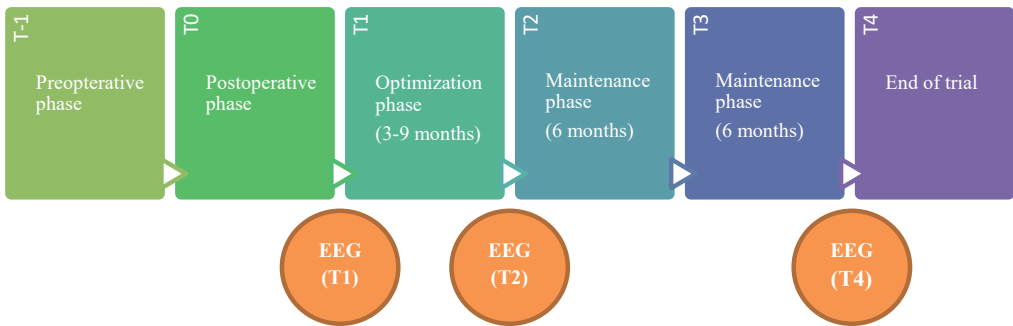 T-1
Preopterative
phase
T0
Postoperative
phase
T1
Optimization
phase
(3-9 months)
T2
Maintenance
phase
(6 months)
T3
Maintenance
phase
(6 months)
T4
End of trial
EEG
(T1)
EEG
(T2)
EEG
(T4)